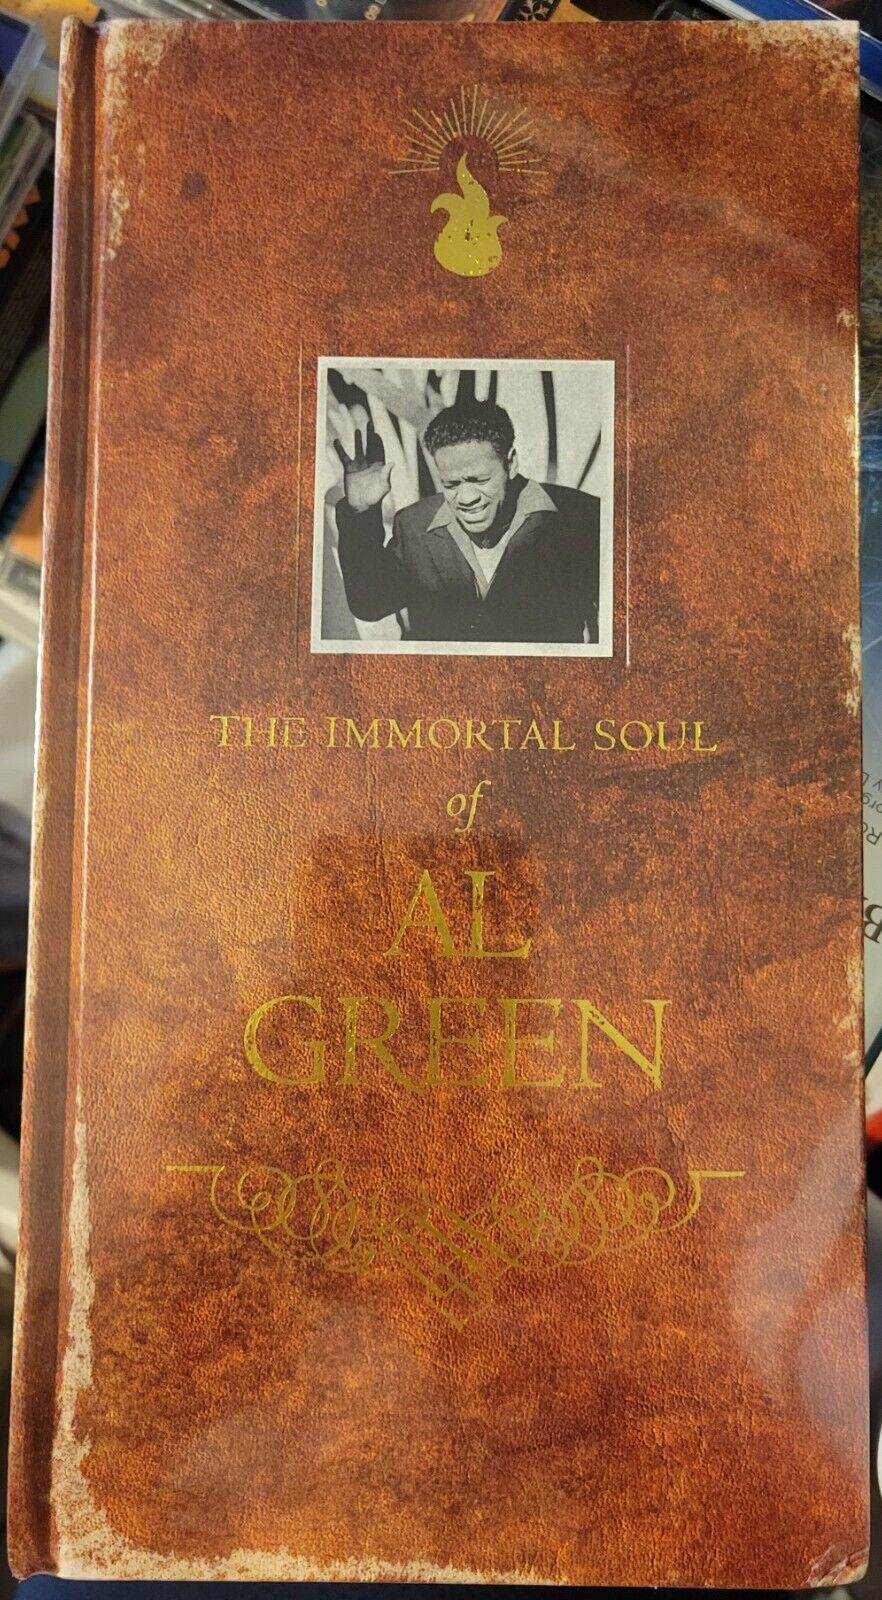 THE IMMORTAL SOUL
of
AL
GREEN